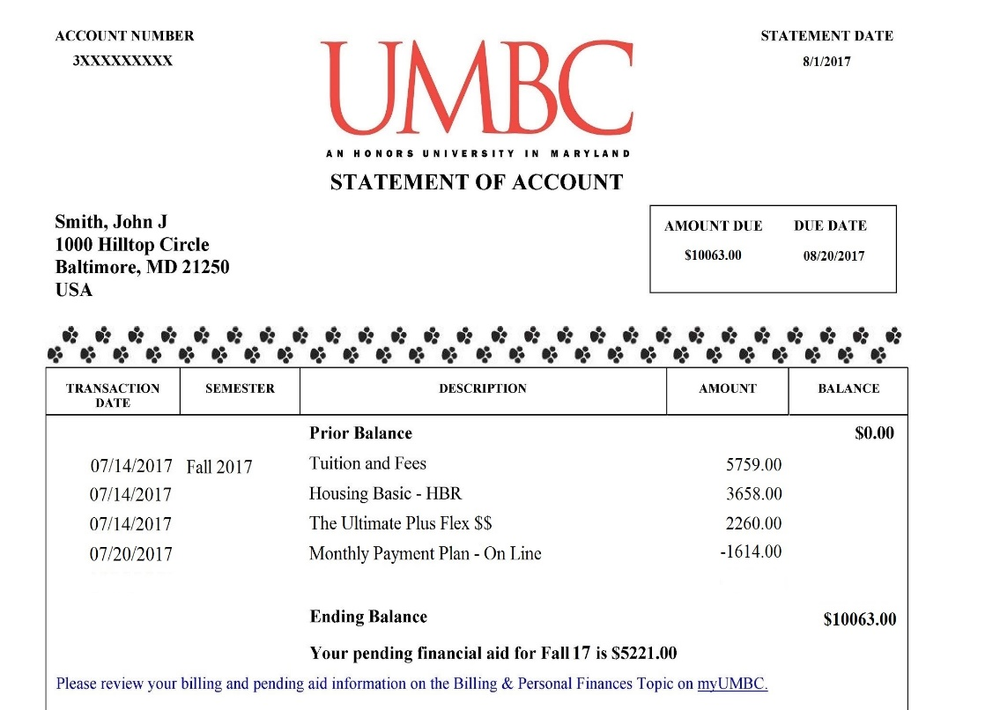 ACCOUNT NUMBER
3XXXXXXXXX
STATEMENT DATE
8/1/2017
UMBC
AN HONORS UNIVERSITY IN MARYLAND
STATEMENT OF ACCOUNT
Smith, John J
1000 Hilltop Circle
Baltimore, MD 21250
USA
AMOUNT DUE DUE DATE
$10063.00 08/20/2017
TRANSACTION DATE SEMESTER DESCRIPTION AMOUNT BALANCE
Prior Balance $0.00
07/14/2017 Fall 2017 Tuition and Fees 5759.00
07/14/2017 Housing Basic - HBR 3658.00
07/14/2017 The Ultimate Plus Flex $$ 2260.00
07/20/2017 Monthly Payment Plan - On Line -1614.00
Ending Balance $10063.00
Your pending financial aid for Fall 17 is $5221.00
Please review your billing and pending aid information on the Billing & Personal Finances Topic on myUMBC.